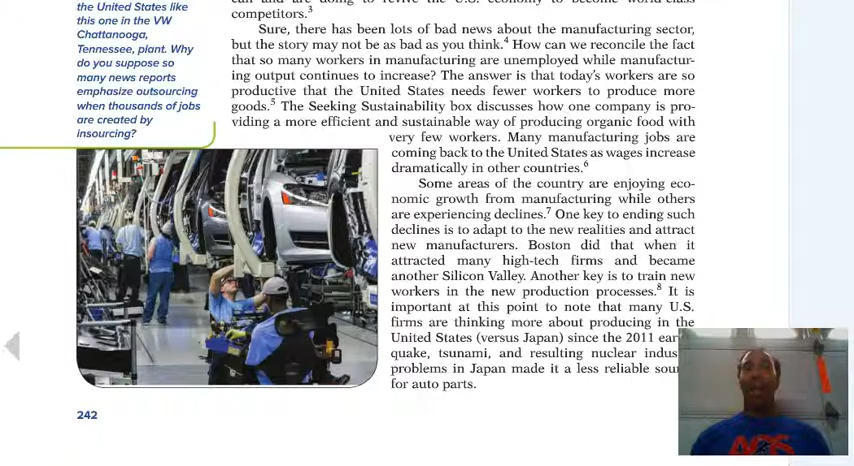 the United States like
this one in the VW
Chattanooga,
Tennessee, plant. Why
do you suppose so
many news reports
emphasize outsourcing
when thousands of jobs
are created by
insourcing?
can and are doing to revive the U.S. economy to become world-class
competitors.3
Sure, there has been lots of bad news about the manufacturing sector,
but the story may not be as bad as you think.4 How can we reconcile the fact
that so many workers in manufacturing are unemployed while manufactur-
ing output continues to increase? The answer is that today's workers are so
productive that the United States needs fewer workers to produce more
goods.5 The Seeking Sustainability box discusses how one company is pro-
viding a more efficient and sustainable way of producing organic food with
very few workers. Many manufacturing jobs are
coming back to the United States as wages increase
dramatically in other countries.6
Some areas of the country are enjoying eco-
nomic growth from manufacturing while others
are experiencing declines.7 One key to ending such
declines is to adapt to the new realities and attract
new manufacturers. Boston did that when it
attracted many high-tech firms and became
another Silicon Valley. Another key is to train new
workers in the new production processes.8 It is
important at this point to note that many U.S.
firms are thinking more about producing in the
United States (versus Japan) since the 2011
quake, tsunami, and resulting nuclear
problems in Japan made it a less reliable
for auto parts.
242